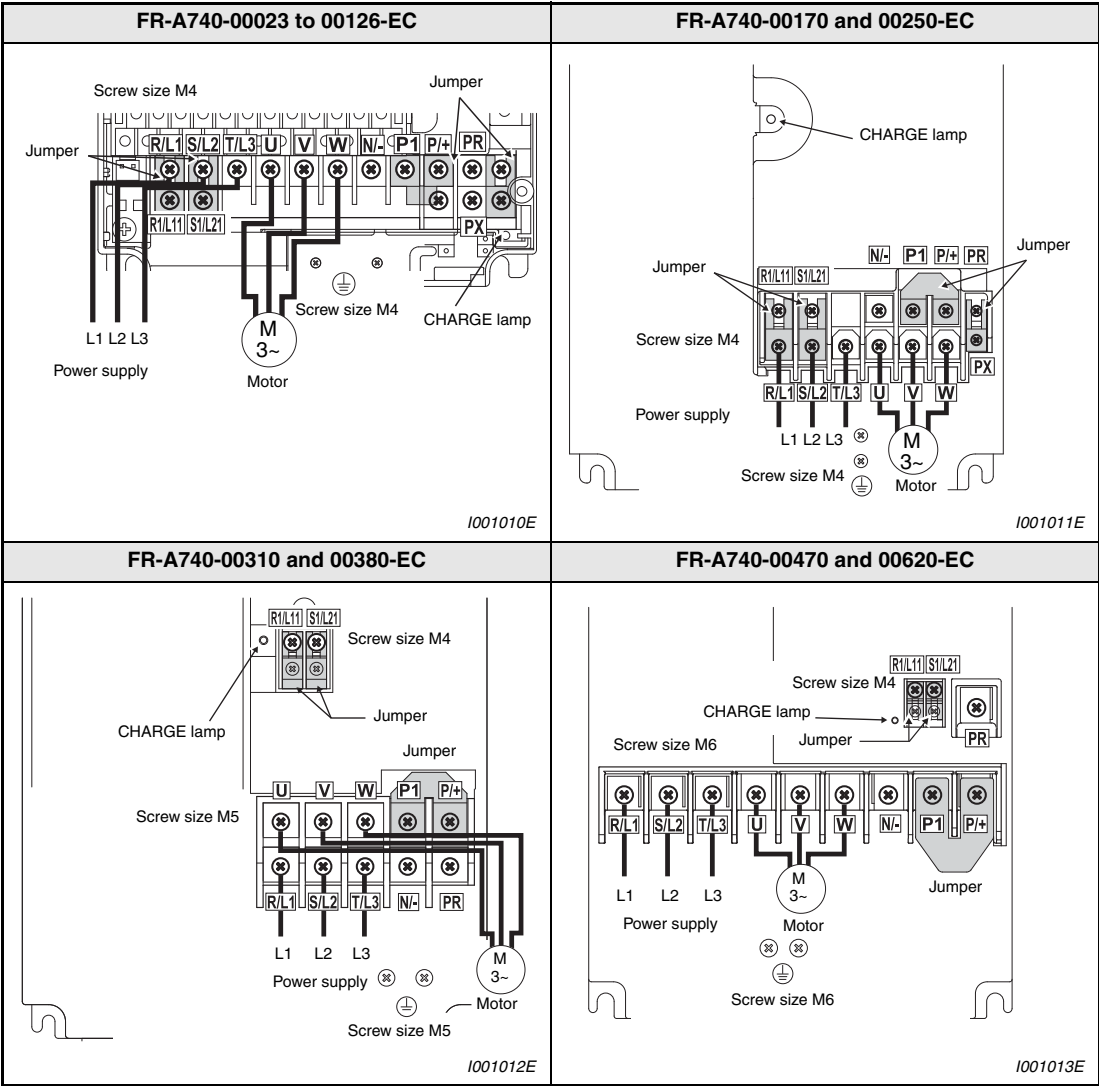 FR-A740-00023 to 00126-EC
Screw size M4
Jumper
Jumper
R/L1 S/L2 T/L3 U V W N/- P1 P/+ PR
R1/L11 S1/L21
PX
Screw size M4
CHARGE lamp
L1 L2 L3
Power supply
M
3~
Motor
I001010E
FR-A740-00170 and 00250-EC
CHARGE lamp
N/- P1 P/+ PR
Jumper
Jumper
R1/L11 S1/L21
Screw size M4
PX
R/L1 S/L2 T/L3 U V W
Power supply
L1 L2 L3
M
3~
Screw size M4
Motor
I001011E
FR-A740-00310 and 00380-EC
R1/L11 S1/L21
Screw size M4
Jumper
CHARGE lamp
Jumper
U V W P1 P/+
Screw size M5
R/L1 S/L2 T/L3 N/- PR
L1 L2 L3
M
3~
Power supply
Motor
Screw size M5
I001012E
FR-A740-00470 and 00620-EC
R1/L11 S1/L21
Screw size M4
CHARGE lamp
Jumper
PR
Screw size M6
R/L1 S/L2 T/L3 U V W N/- P1 P/+
L1 L2 L3
M
3~
Jumper
Power supply
Motor
Screw size M6
I001013E